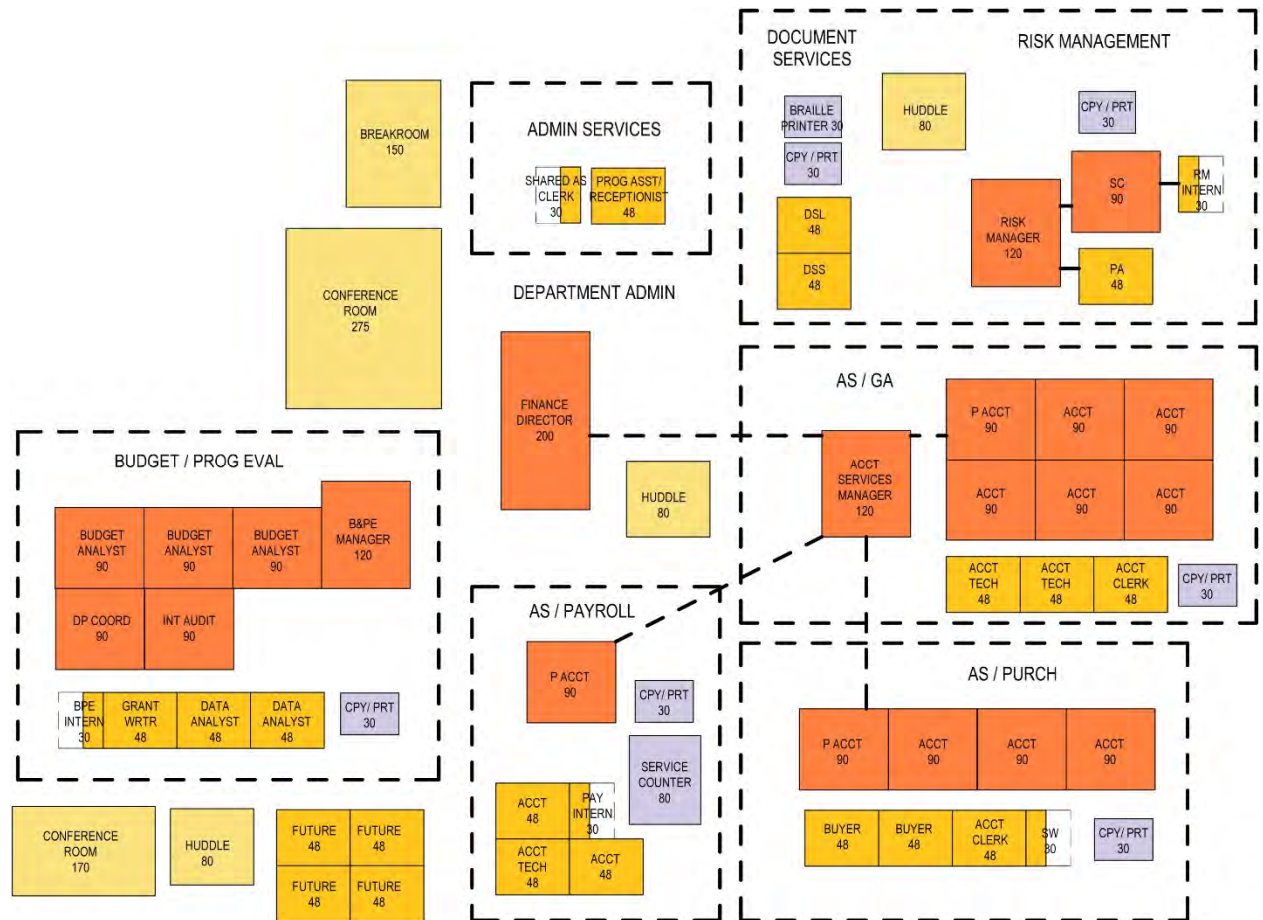 DOCUMENT
SERVICES
RISK MANAGEMENT
BRAILLE
PRINTER 30
CPY / PRT
30
HUDDLE
80
CPY / PRT
30
DSL
48
DSS
48
RISK
MANAGER
120
SC
90
RM
INTERN
30
PA
48
BREAKROOM
150
ADMIN SERVICES
SHARED AS
CLERK
30
PROG ASST/
RECEPTIONIST
48
CONFERENCE
ROOM
275
DEPARTMENT ADMIN
FINANCE
DIRECTOR
200
HUDDLE
80
AS / GA
ACCT
SERVICES
MANAGER
120
P ACCT
90
ACCT
90
ACCT
90
ACCT
90
ACCT
90
ACCT
90
ACCT
TECH
48
ACCT
TECH
48
ACCT
CLERK
48
CPY/ PRT
30
BUDGET / PROG EVAL
BUDGET
ANALYST
90
BUDGET
ANALYST
90
BUDGET
ANALYST
90
B&PE
MANAGER
120
DP COORD
90
INT AUDIT
90
BPE
INTERN
30
GRANT
WRTR
48
DATA
ANALYST
48
DATA
ANALYST
48
CPY/ PRT
30
AS / PAYROLL
P ACCT
90
CPY/ PRT
30
SERVICE
COUNTER
80
ACCT
48
PAY
INTERN
30
ACCT
TECH
48
ACCT
48
AS / PURCH
P ACCT
90
ACCT
90
ACCT
90
ACCT
90
BUYER
48
BUYER
48
ACCT
CLERK
48
SW
30
CPY/ PRT
30
CONFERENCE
ROOM
170
HUDDLE
80
FUTURE
48
FUTURE
48
FUTURE
48
FUTURE
48